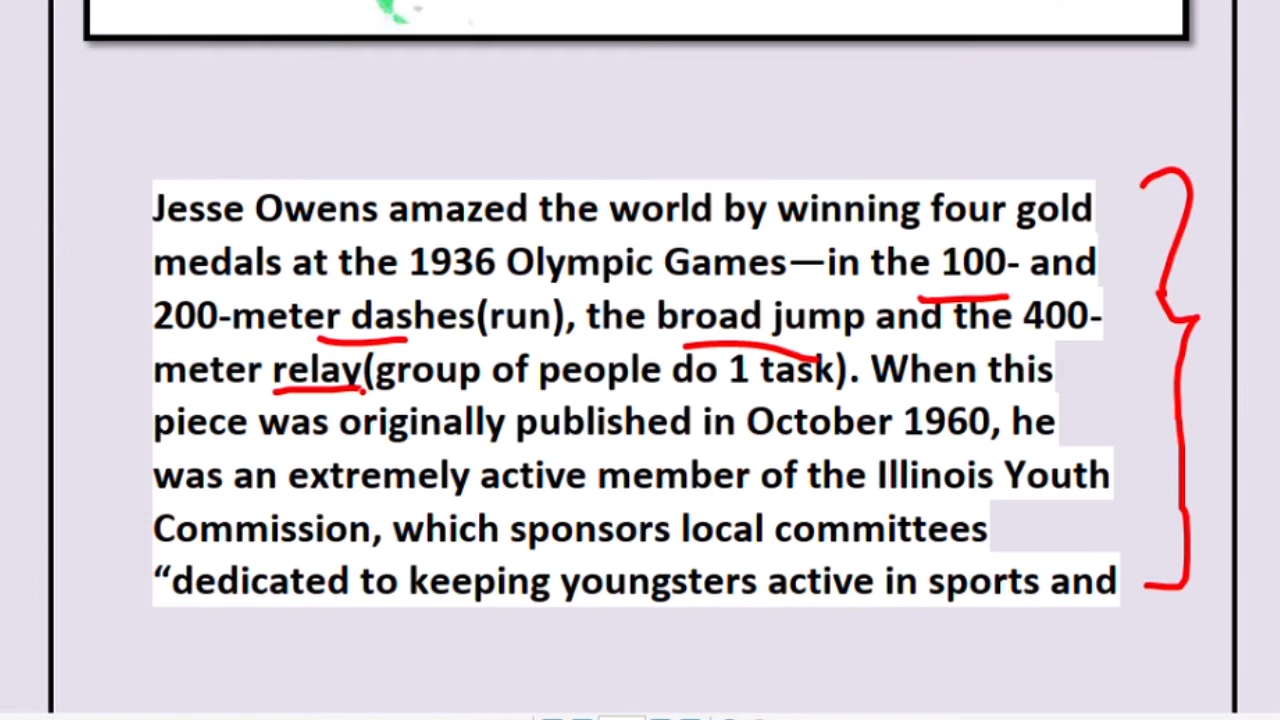 Jesse Owens amazed the world by winning four gold
medals at the 1936 Olympic Games—in the 100- and
200-meter dashes(run), the broad jump and the 400-
meter relay(group of people do 1 task). When this
piece was originally published in October 1960, he
was an extremely active member of the Illinois Youth
Commission, which sponsors local committees
“dedicated to keeping youngsters active in sports and